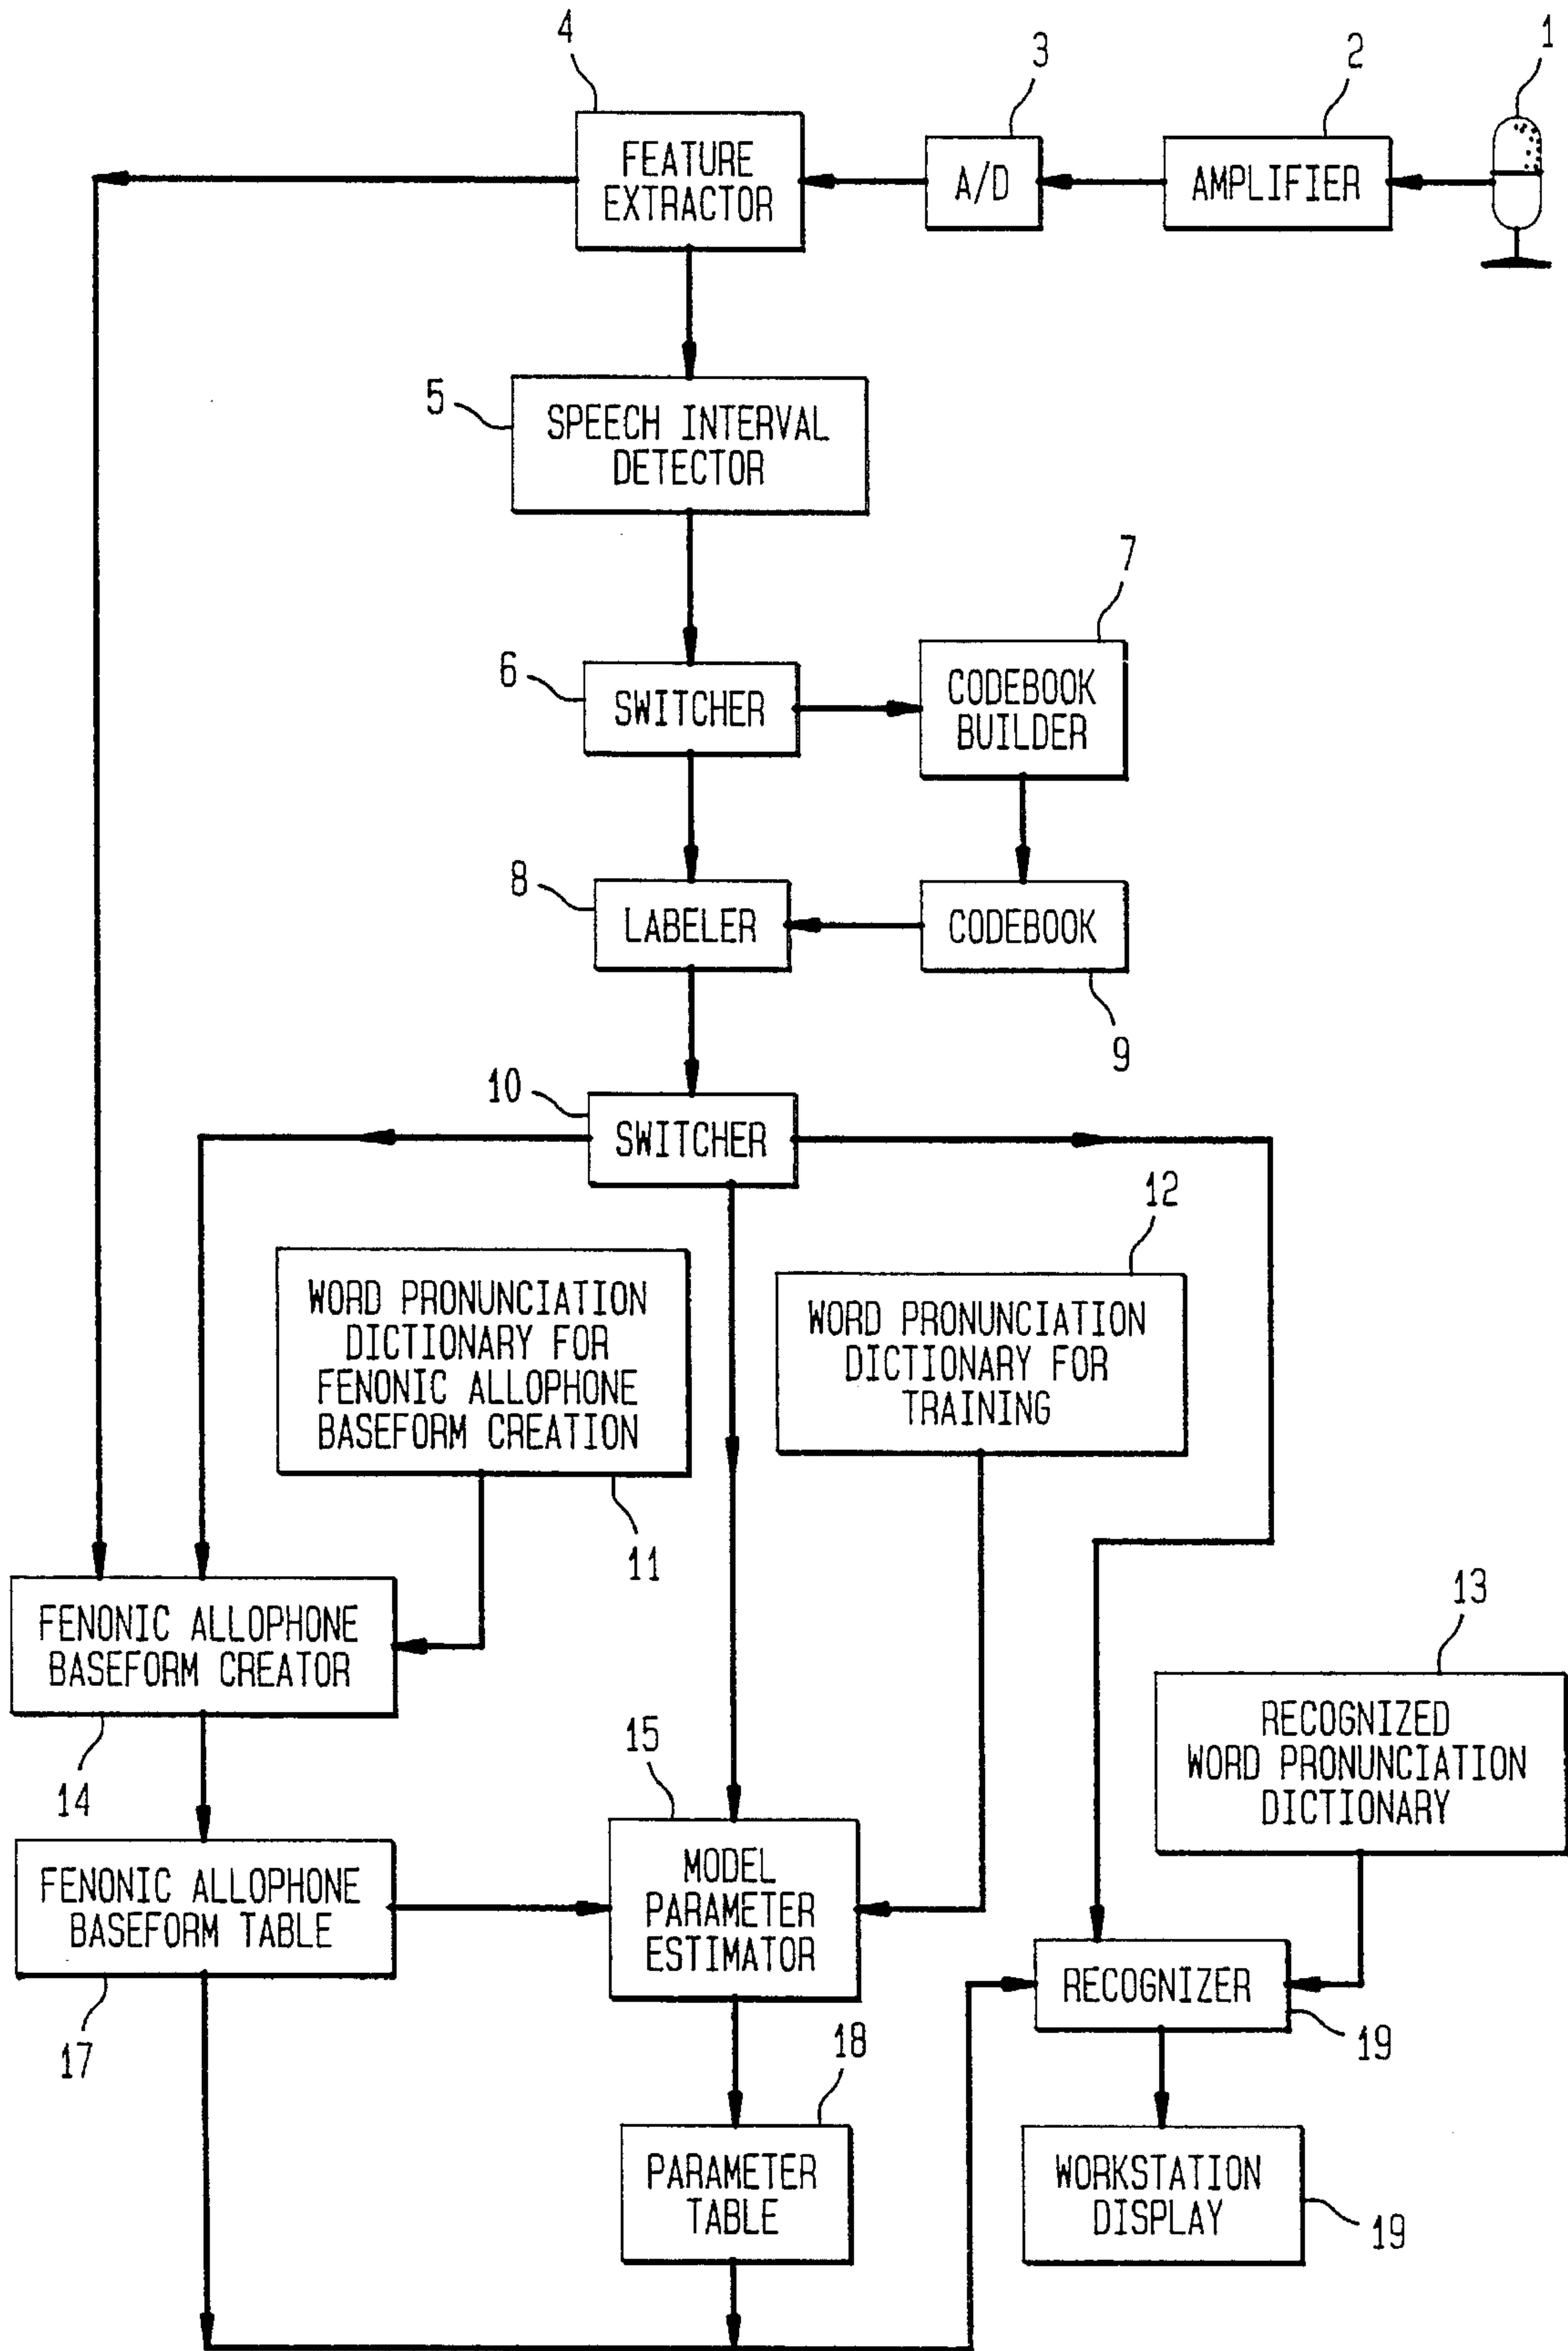 4
3
2
1
FEATURE
EXTRACTOR
A/D
AMPLIFIER
5
SPEECH INTERVAL
DETECTOR
7
6
SWITCHER
CODEBOOK
BUILDER
8
LABELER
CODEBOOK
9
10
SWITCHER
12
WORD PRONUNCIATION
DICTIONARY FOR
FENONIC ALLOPHONE
BASEFORM CREATION
WORD PRONUNCIATION
DICTIONARY FOR
TRAINING
11
FENONIC ALLOPHONE
BASEFORM CREATOR
13
14
15
RECOGNIZED
WORD PRONUNCIATION
DICTIONARY
FENONIC ALLOPHONE
BASEFORM TABLE
MODEL
PARAMETER
ESTIMATOR
RECOGNIZER
17
18
19
PARAMETER
TABLE
WORKSTATION
DISPLAY
19